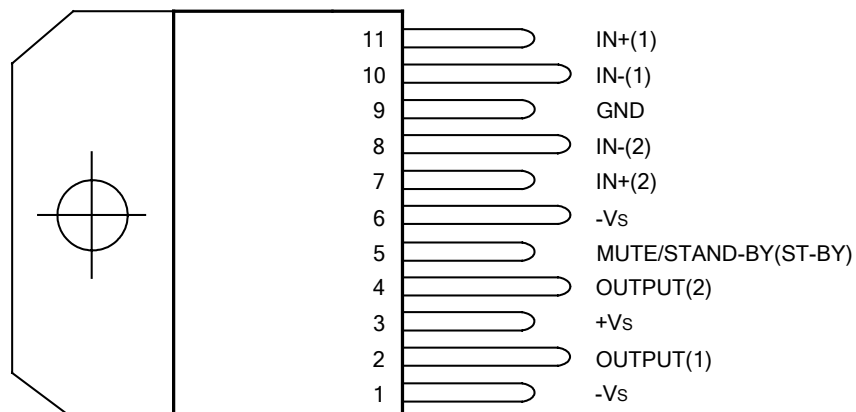 11 IN+(1)
10 IN-(1)
9 GND
8 IN-(2)
7 IN+(2)
6 -Vs
5 MUTE/STAND-BY(ST-BY)
4 OUTPUT(2)
3 +Vs
2 OUTPUT(1)
1 -Vs